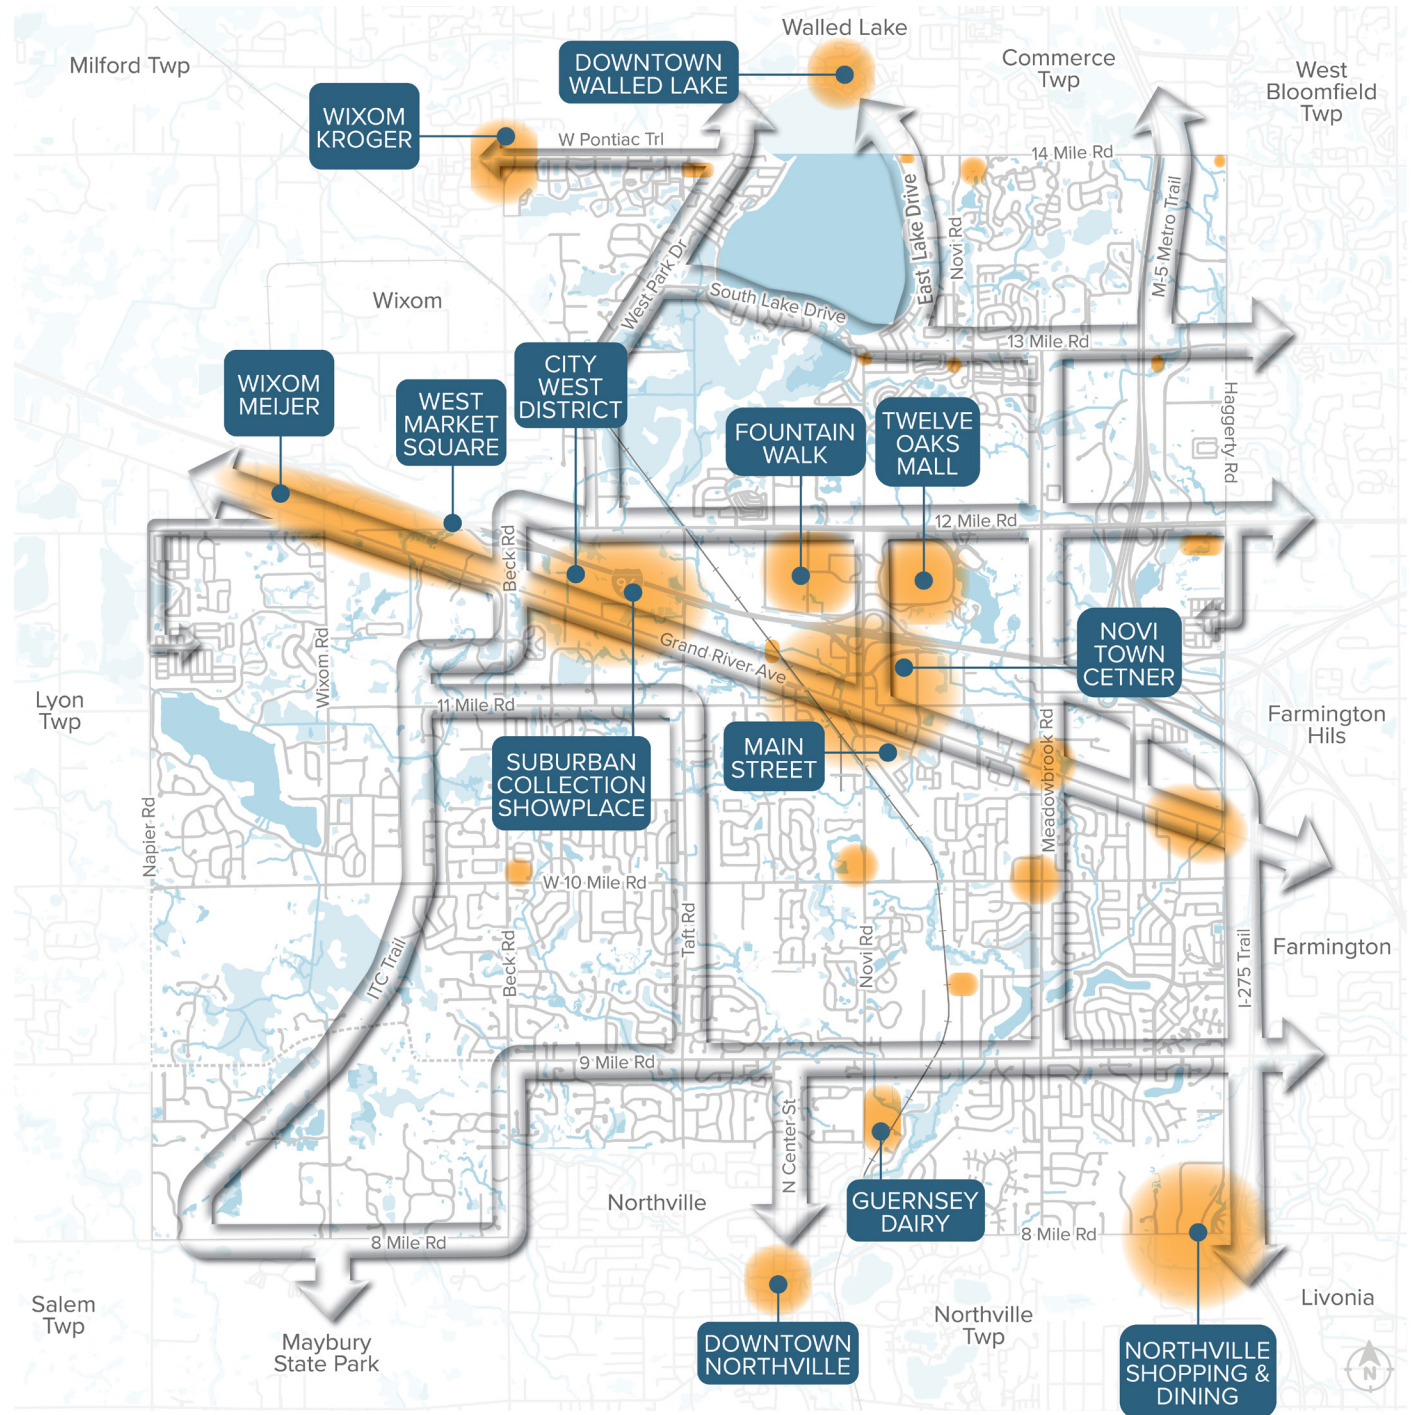 Walled Lake
Milford Twp
DOWNTOWN
WALLED LAKE
Commerce
Twp
West
Bloomfield
Twp
WIXOM
KROGER
W Pontiac Trl
14 Mile Rd
East Lake Drive
Novi Rd
M-5 Metro Trail
West Park Dr
South Lake Drive
Wixom
13 Mile Rd
WIXOM
MEIJER
WEST
MARKET
SQUARE
CITY
WEST
DISTRICT
FOUNTAIN
WALK
TWELVE
OAKS
MALL
Haggerty Rd
12 Mile Rd
Beck Rd
96
Grand River Ave
NOVI
TOWN
CETNER
Wixom Rd
11 Mile Rd
Lyon
Twp
Farmington
Hills
SUBURBAN
COLLECTION
SHOWPLACE
MAIN
STREET
Meadowbrook Rd
Napier Rd
W 10 Mile Rd
ITC Trail
Beck Rd
Taft Rd
Novi Rd
I-275 Trail
Farmington
9 Mile Rd
N Center St
Northville
GUERNSEY
DAIRY
8 Mile Rd
8 Mile Rd
Salem
Twp
Maybury
State Park
DOWNTOWN
NORTHVILLE
Northville
Twp
NORTHVILLE
SHOPPING &
DINING
Livonia
N